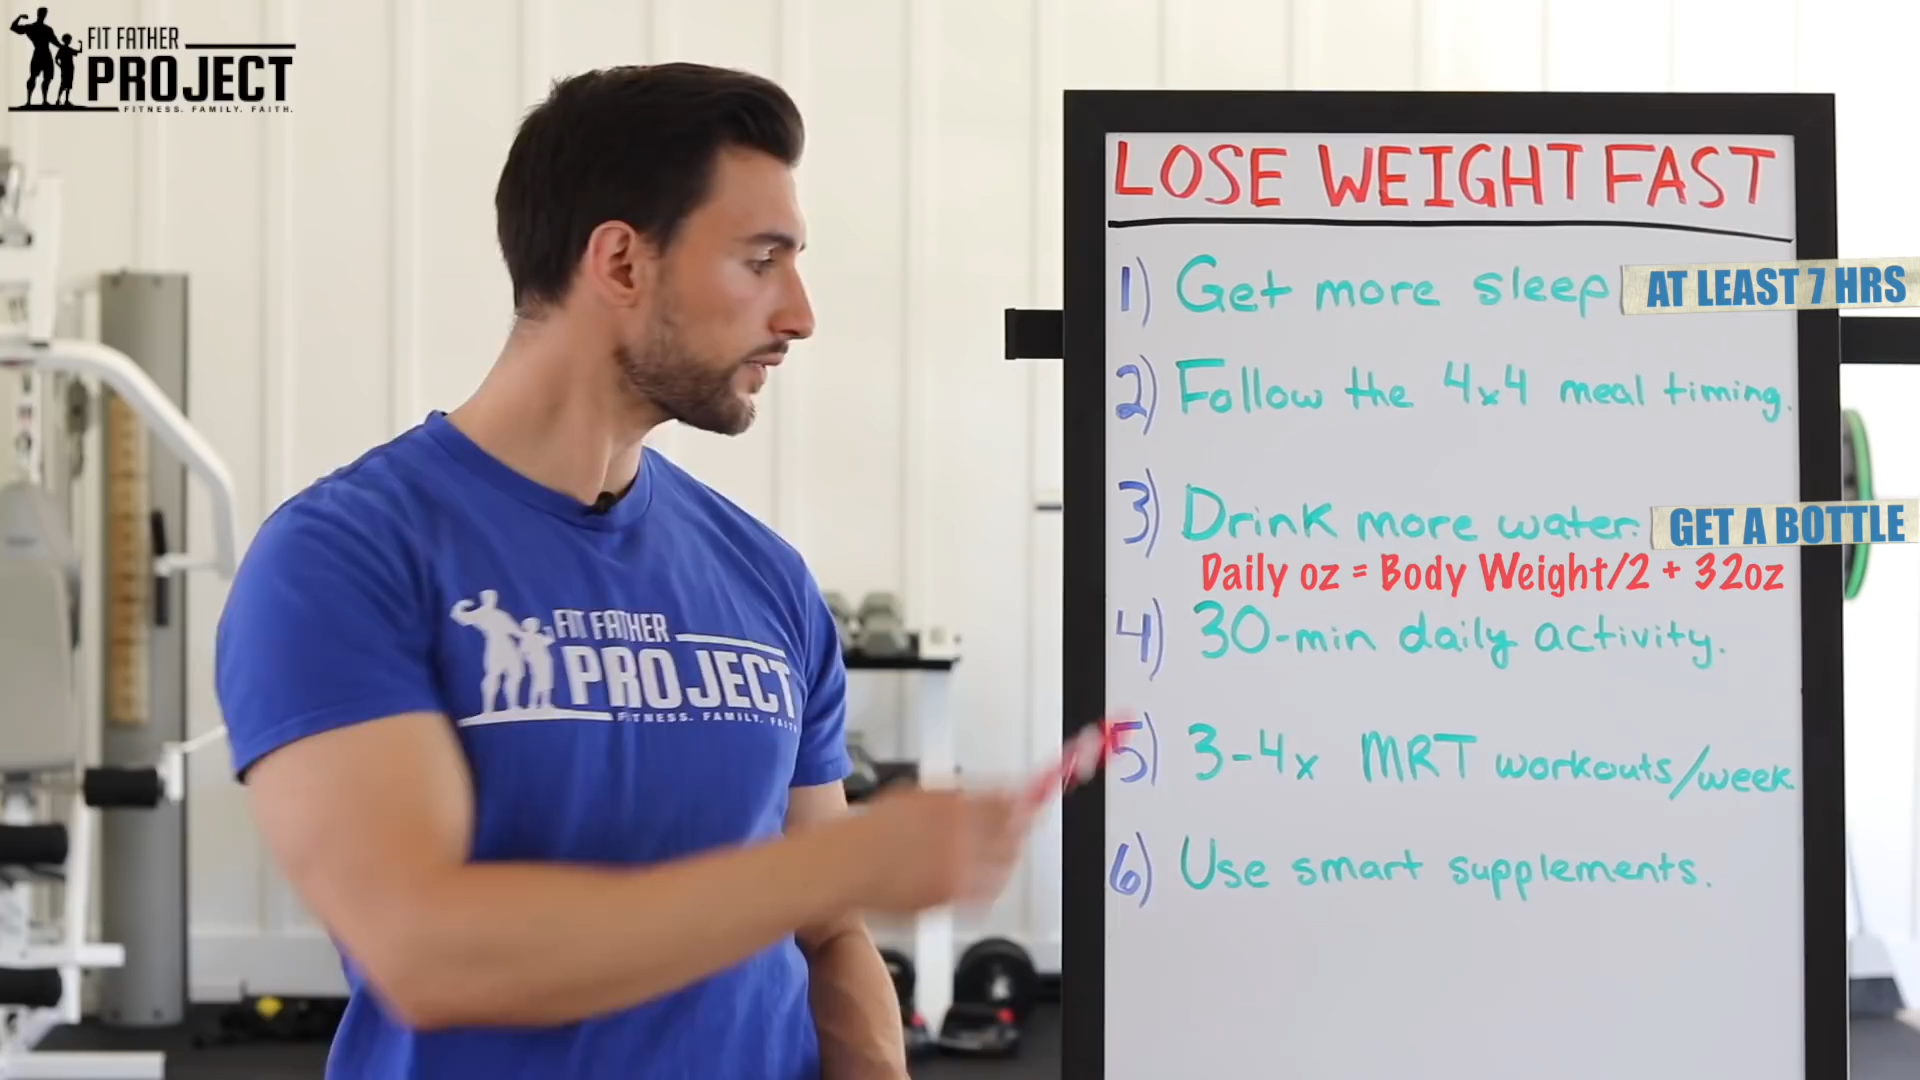 FIT FATHER
PROJECT
FITNESS. FAMILY. FAITH.
LOSE WEIGHT FAST
1) Get more sleep AT LEAST 7 HRS
2) Follow the 4x4 meal timing.
3) Drink more water. GET A BOTTLE
Daily oz = Body Weight/2 + 32oz
4) 30-min daily activity.
5) 3-4x MRT workouts/week
6) Use smart supplements.
FIT FATHER
PROJECT
FITNESS. FAMILY. FAITH